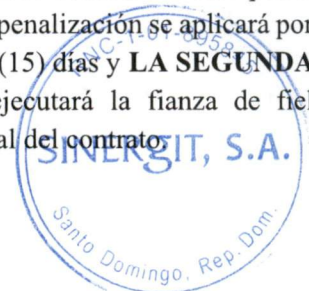 penalización se aplicará por
(15) días y LA SEGUNDA
ejecutará la fianza de fiel
al del contrato.
SINERGIT, S.A.
Santo Domingo, Rep. Dom.